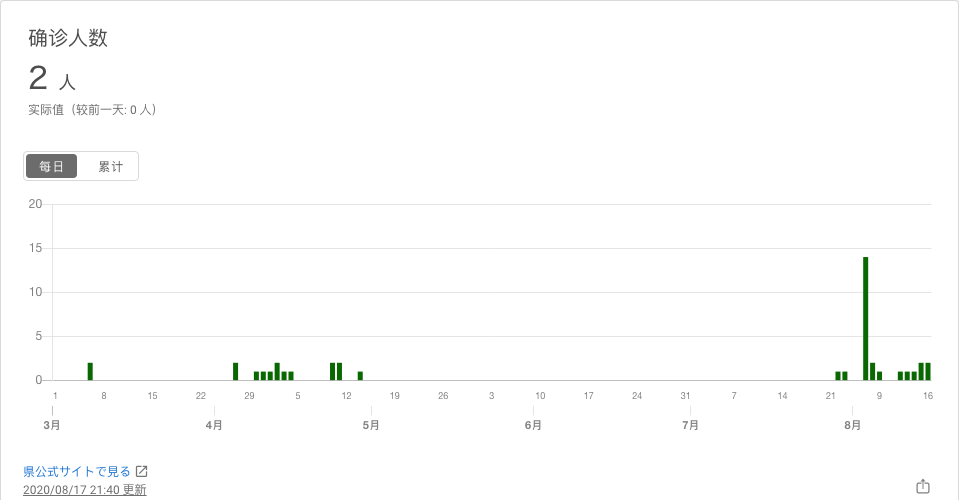 确诊人数
2 人
实际值（较前一天: 0 人）
每日 累计
20
15
10
5
0
1 8 15 22 29 5 12 19 26 3 10 17 24 31 7 14 21 9 16
3月 4月 5月 6月 7月 8月
県公式サイトで見る
2020/08/17 21:40 更新